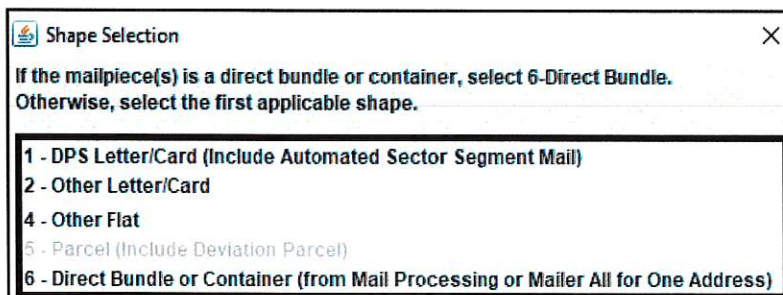 Shape Selection
If the mailpiece(s) is a direct bundle or container, select 6-Direct Bundle.
Otherwise, select the first applicable shape.
1 - DPS Letter/Card (Include Automated Sector Segment Mail)
2 - Other Letter/Card
4 - Other Flat
5 - Parcel (Include Deviation Parcel)
6 - Direct Bundle or Container (from Mail Processing or Mailer All for One Address)